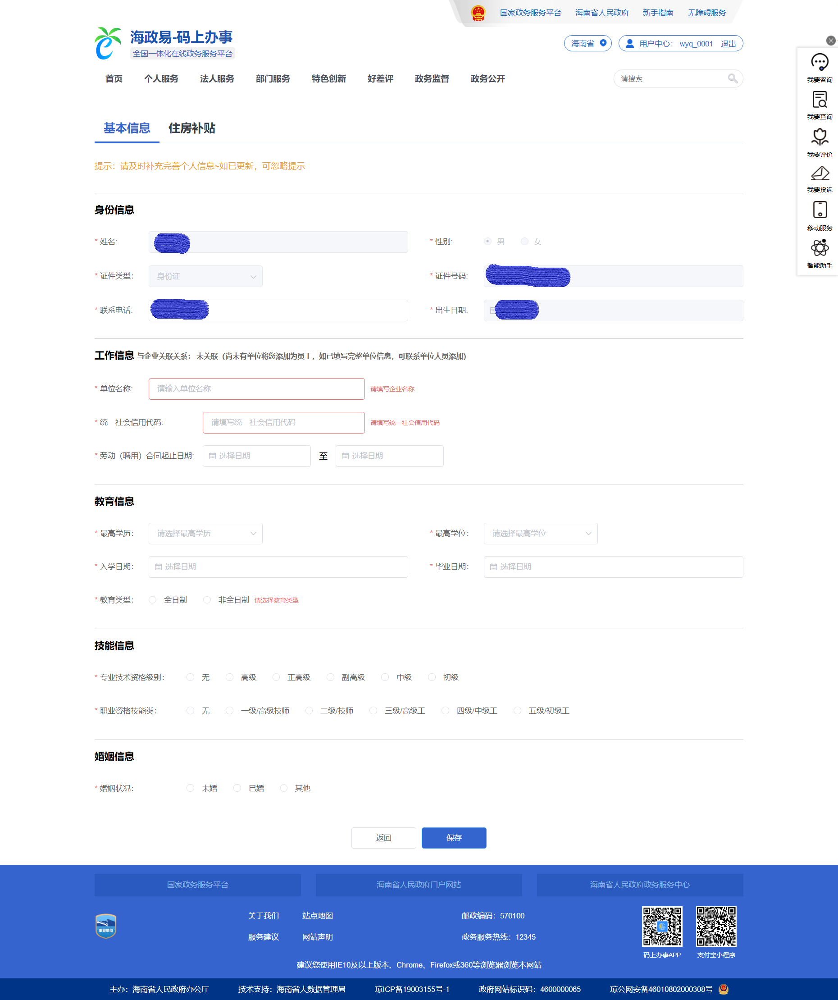 国家政务服务平台 海南省人民政府 新手指南 无障碍服务
海政易-码上办事
全国一体化在线政务服务平台
海南省 用户中心： wyq_0001 退出
首页 个人服务 法人服务 部门服务 特色创新 好差评 政务监督 政务公开 请搜索
我要咨询
我要查询
我要评价
我要投诉
移动服务
智能助手
基本信息 住房补贴
提示：请及时补充完善个人信息~如已更新，可忽略提示
身份信息
* 姓名: * 性别: 男 女
* 证件类型： 身份证 * 证件号码:
* 联系电话: * 出生日期:
工作信息 与企业关联关系： 未关联（尚未有单位将您添加为员工，如已填写完整单位信息，可联系单位人员添加）
* 单位名称: 请输入单位名称 请填写企业名称
* 统一社会信用代码: 请填写统一社会信用代码 请填写统一社会信用代码
* 劳动（聘用）合同起止日期: 选择日期 至 选择日期
教育信息
* 最高学历： 请选择最高学历 * 最高学位： 请选择最高学位
* 入学日期： 选择日期 * 毕业日期： 选择日期
* 教育类型： 全日制 非全日制 请选择教育类型
技能信息
* 专业技术资格级别： 无 高级 正高级 副高级 中级 初级
* 职业资格技能类： 无 一级/高级技师 二级/技师 三级/高级工 四级/中级工 五级/初级工
婚姻信息
* 婚姻状况： 未婚 已婚 其他
返回 保存
国家政务服务平台 海南省人民政府门户网站 海南省人民政府政务服务中心
事业单位
关于我们 站点地图 邮政编码：570100
服务建议 网站声明 政务服务热线：12345
码上办事APP 支付宝小程序
建议您使用IE10及以上版本、Chrome、Firefox或360等浏览器浏览本网站
主办：海南省人民政府办公厅 技术支持：海南省大数据管理局 琼ICP备19003155号-1 政府网站标识码：4600000065 琼公网安备46010802000308号